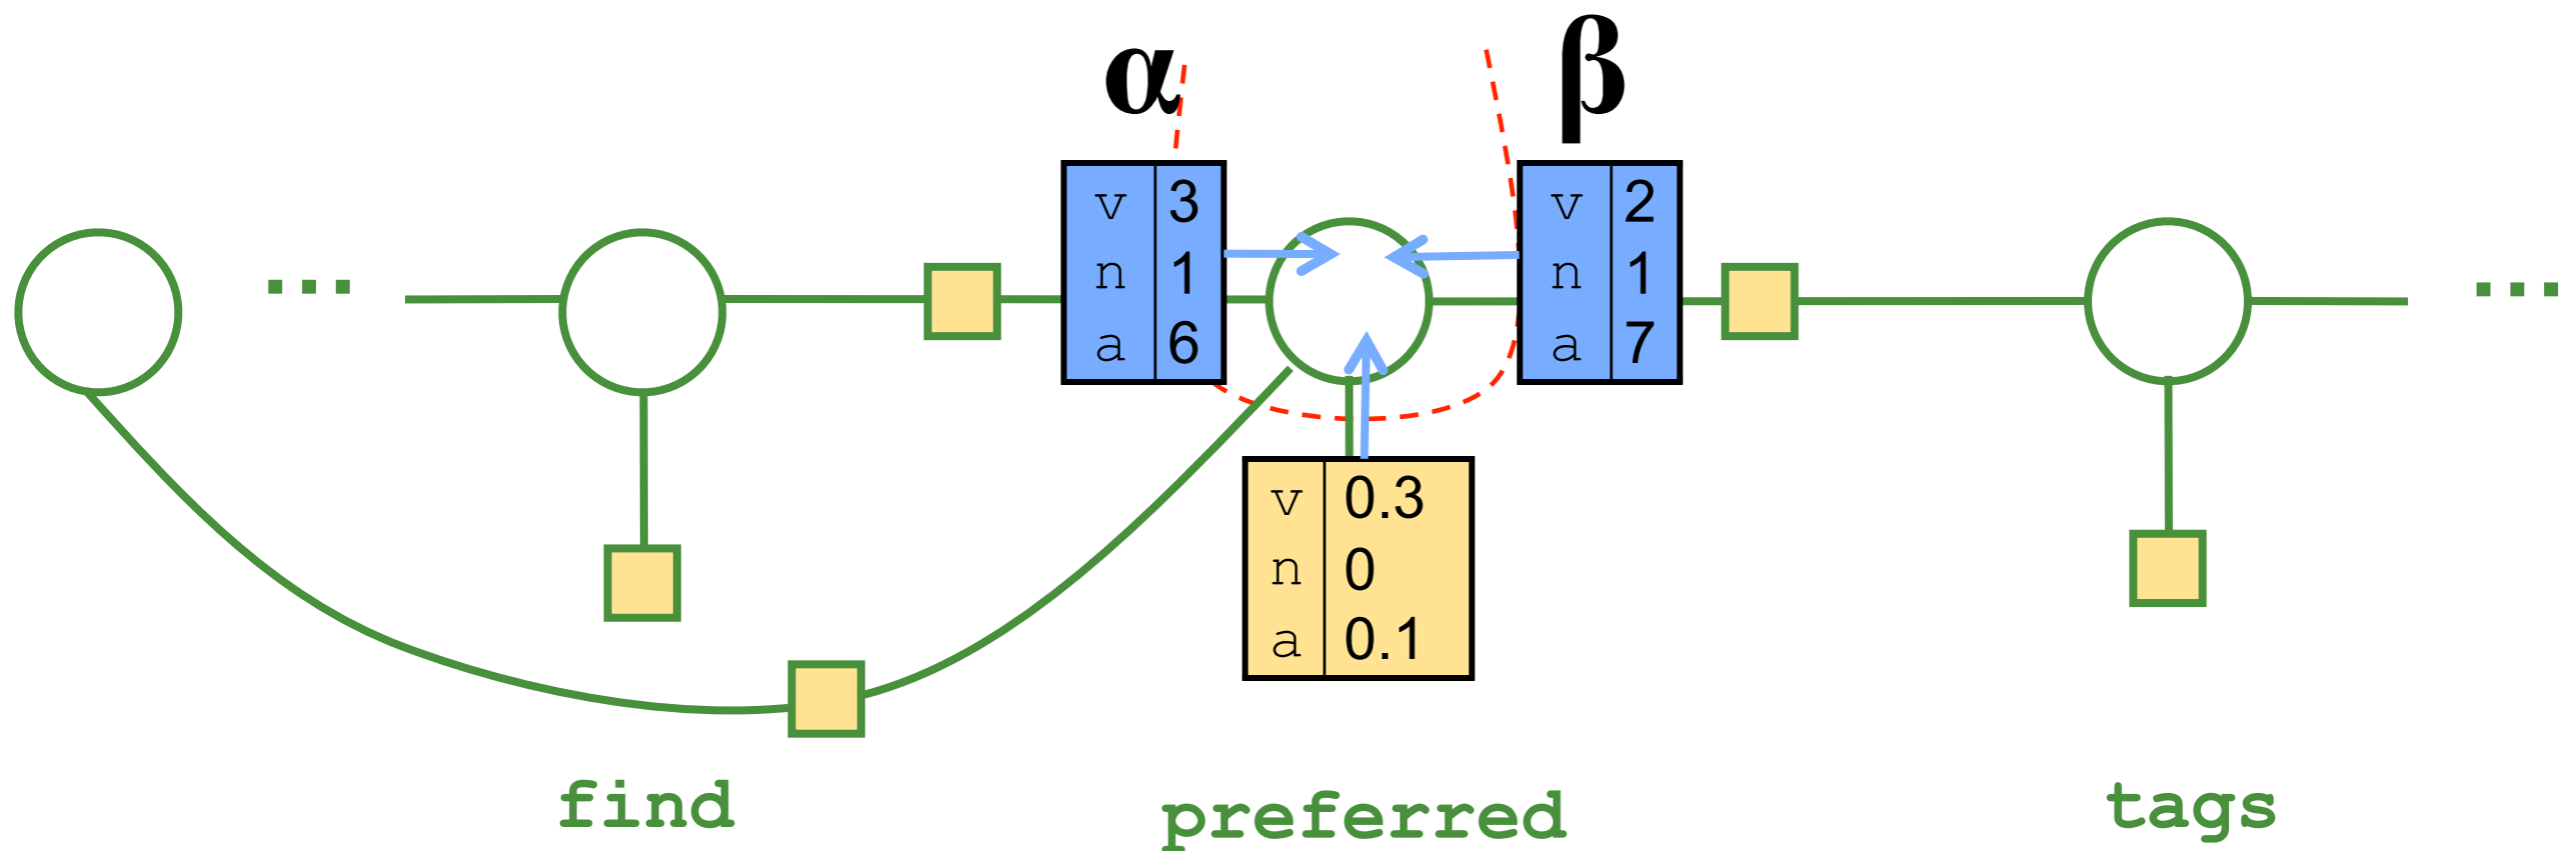 α
β
v 3
n 1
a 6
v 2
n 1
a 7
v 0.3
n 0
a 0.1
find
preferred
tags